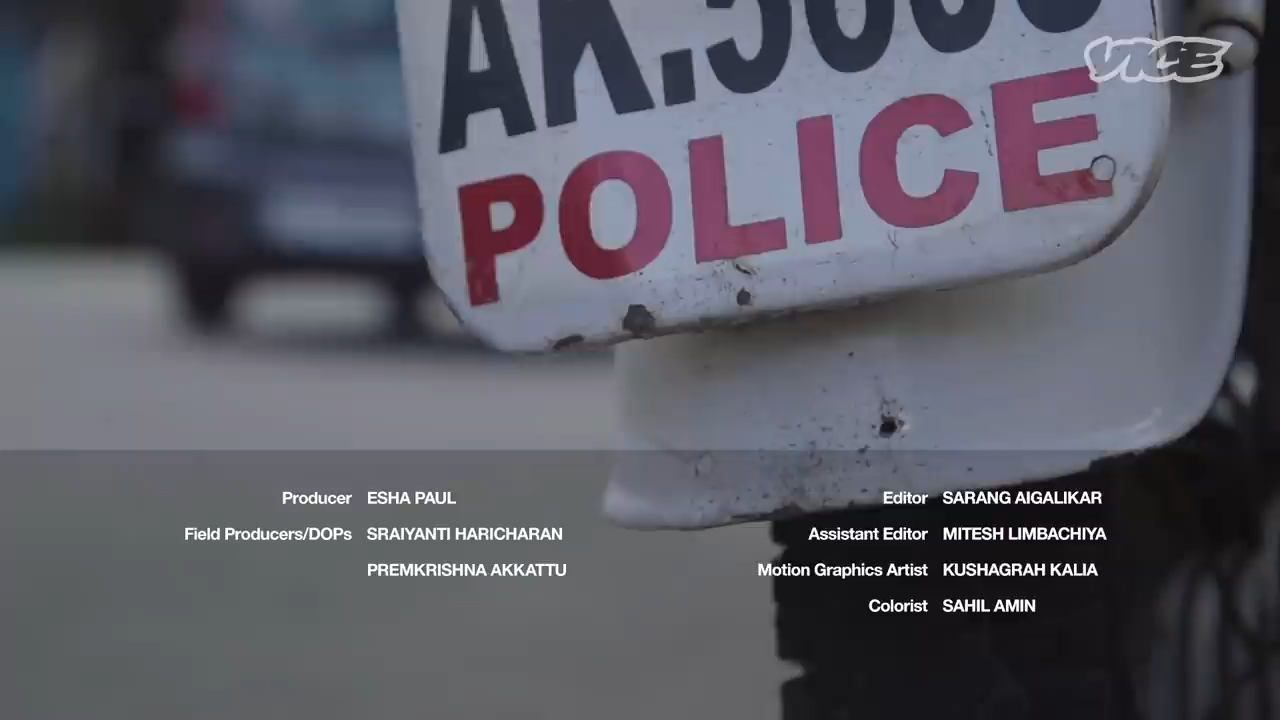 VICE
POLICE
Producer ESHA PAUL
Field Producers/DOPs SRAIYANTI HARICHARAN
PREMKRISHNA AKKATTU
Editor SARANG AIGALIKAR
Assistant Editor MITESH LIMBACHIYA
Motion Graphics Artist KUSHAGRAH KALIA
Colorist SAHIL AMIN